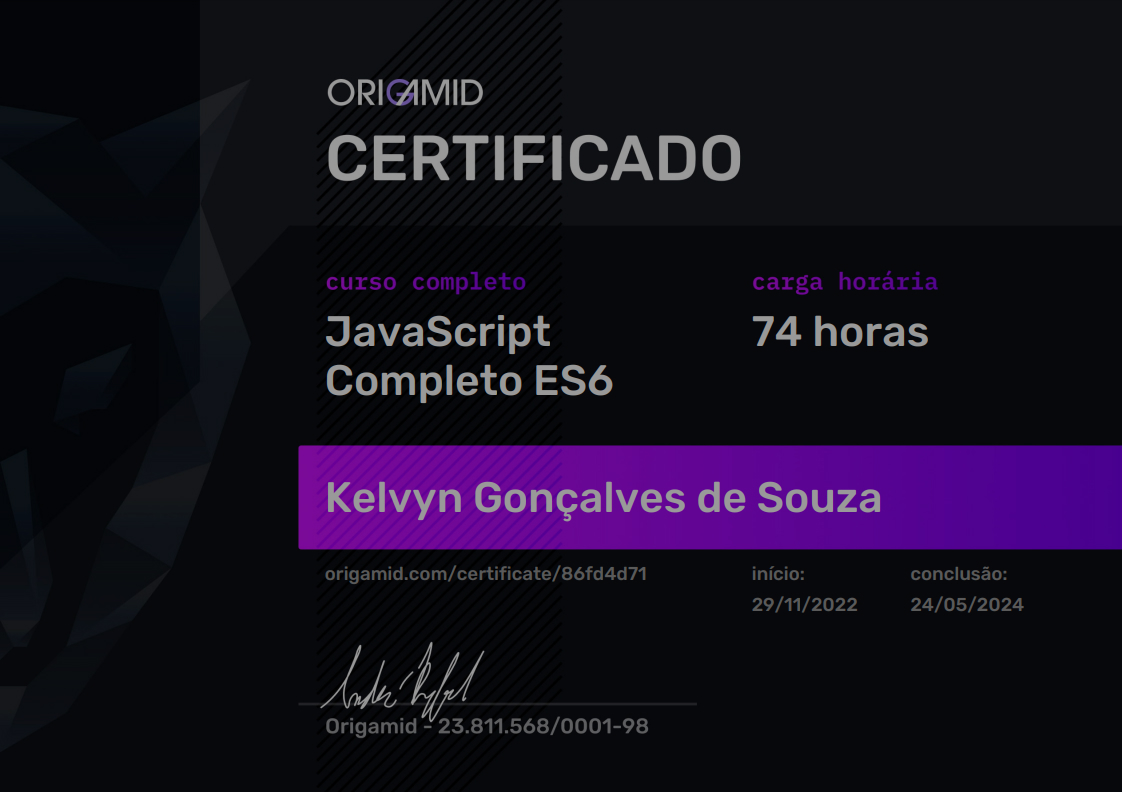 ORIGAMID
CERTIFICADO
curso completo
carga horária
JavaScript
Completo ES6
74 horas
Kelvyn Gonçalves de Souza
origamid.com/certificate/86fd4d71
início:
29/11/2022
conclusão:
24/05/2024
Origamid - 23.811.568/0001-98